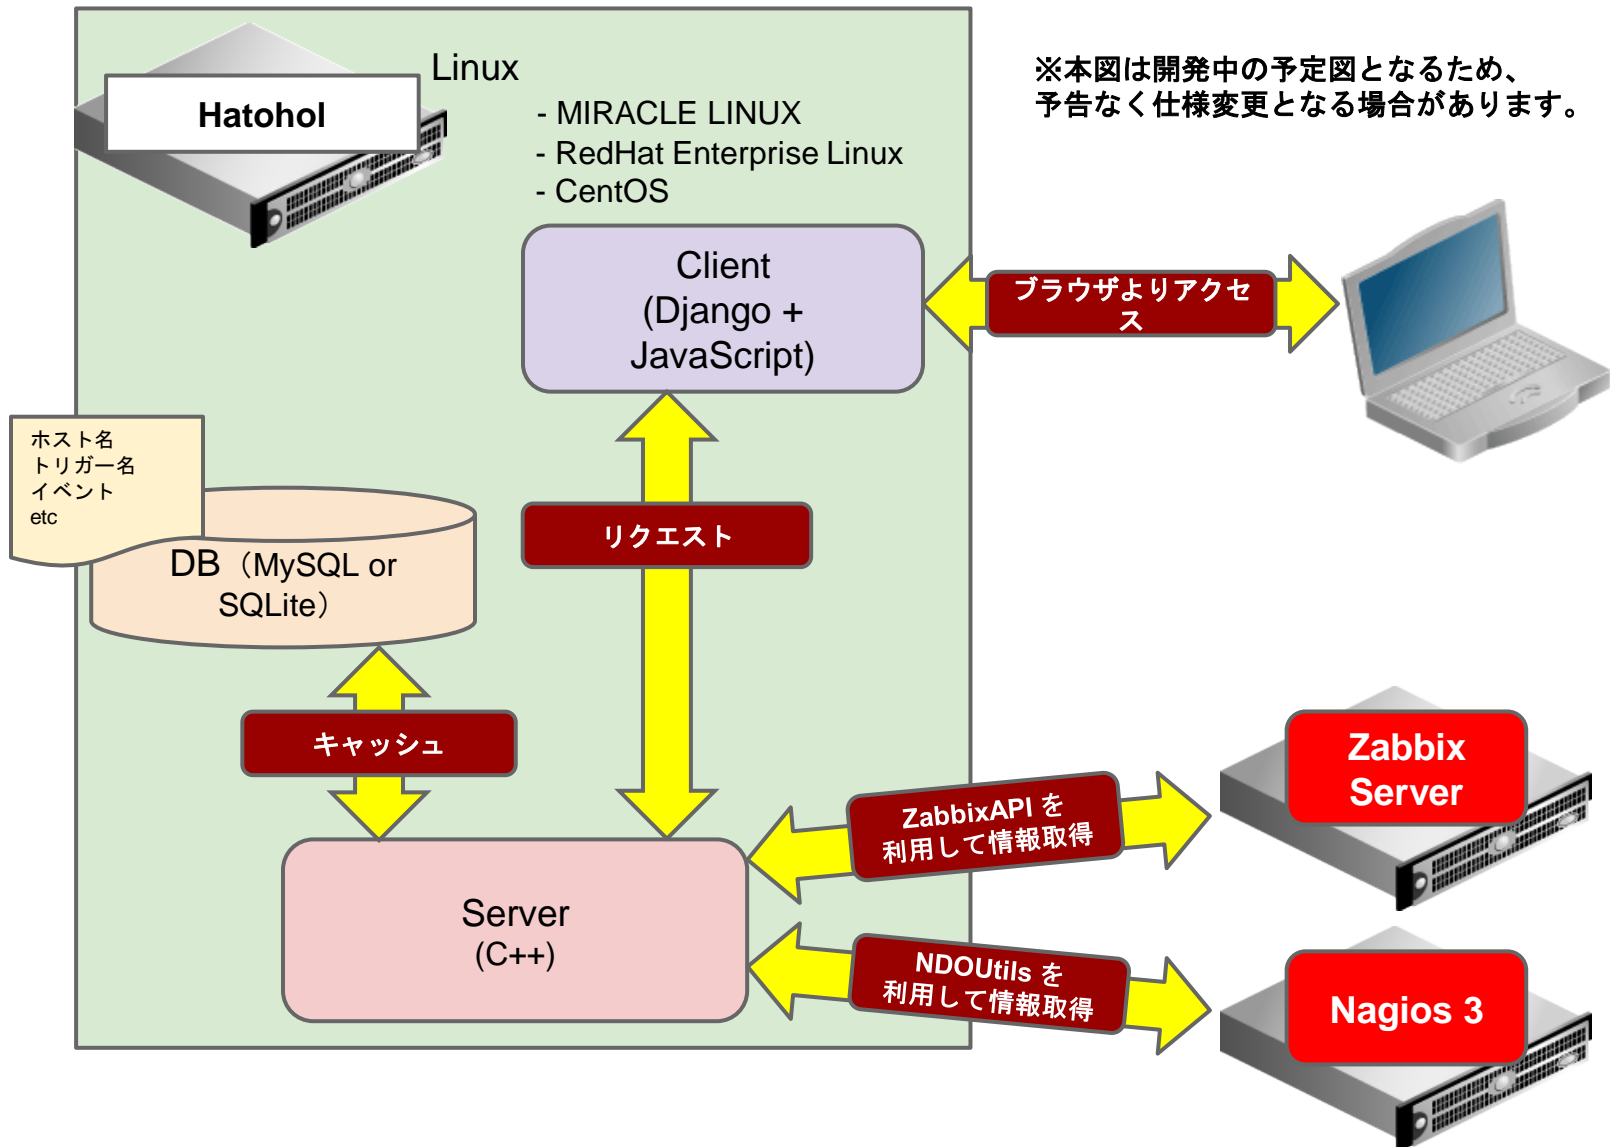 Hatohol
Linux
- MIRACLE LINUX
- RedHat Enterprise Linux
- CentOS
※本図は開発中の予定図となるため、
予告なく仕様変更となる場合があります。
Client
(Django +
JavaScript)
ブラウザよりアクセ
ス
ホスト名
トリガー名
イベント
etc
DB（MySQL or
SQLite）
リクエスト
キャッシュ
Server
(C++)
ZabbixAPI を
利用して情報取得
Zabbix
Server
NDOUtils を
利用して情報取得
Nagios 3